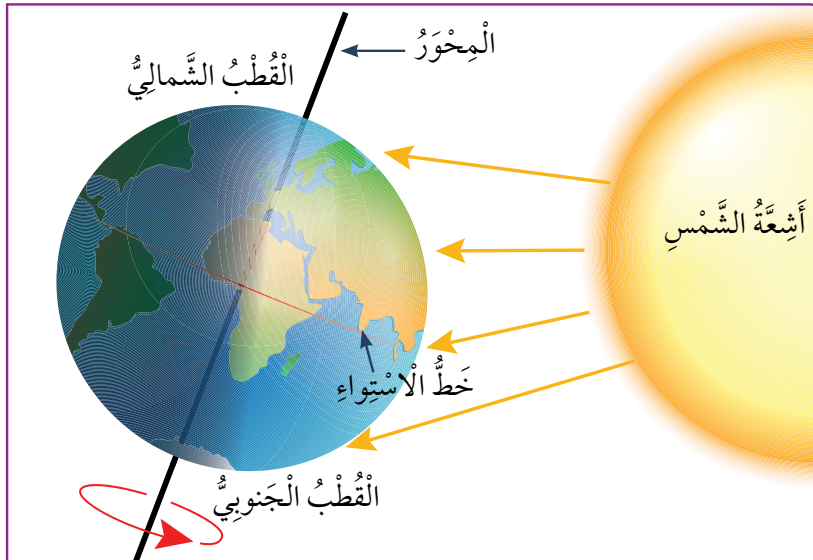 الْمِحْوَرُ
الْقُطْبُ الشَّمالِيُّ
أَشِعَّةُ الشَّمْسِ
خَطُّ الْاسْتِواءِ
الْقُطْبُ الْجَنوبِيُّ